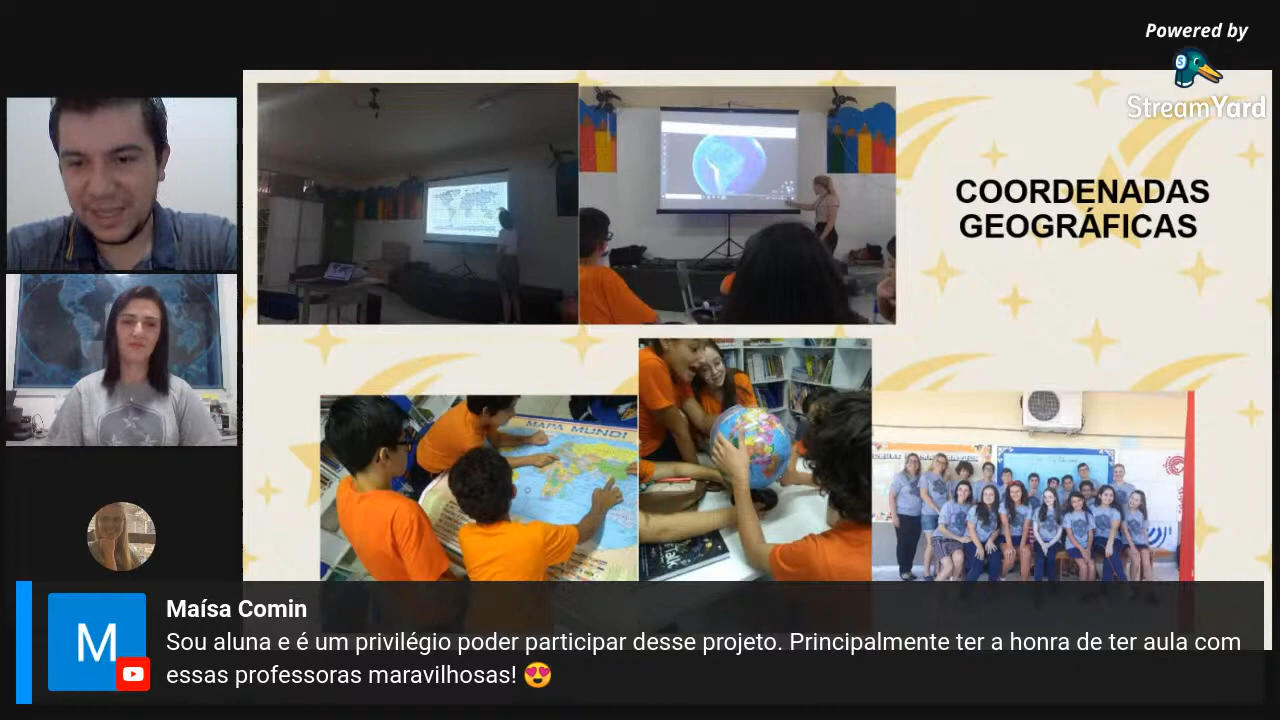 Powered by
StreamYard
COORDENADAS
GEOGRÁFICAS
MAPA MUNDI
M
Maísa Comin
Sou aluna e é um privilégio poder participar desse projeto. Principalmente ter a honra de ter aula com
essas professoras maravilhosas! 😍